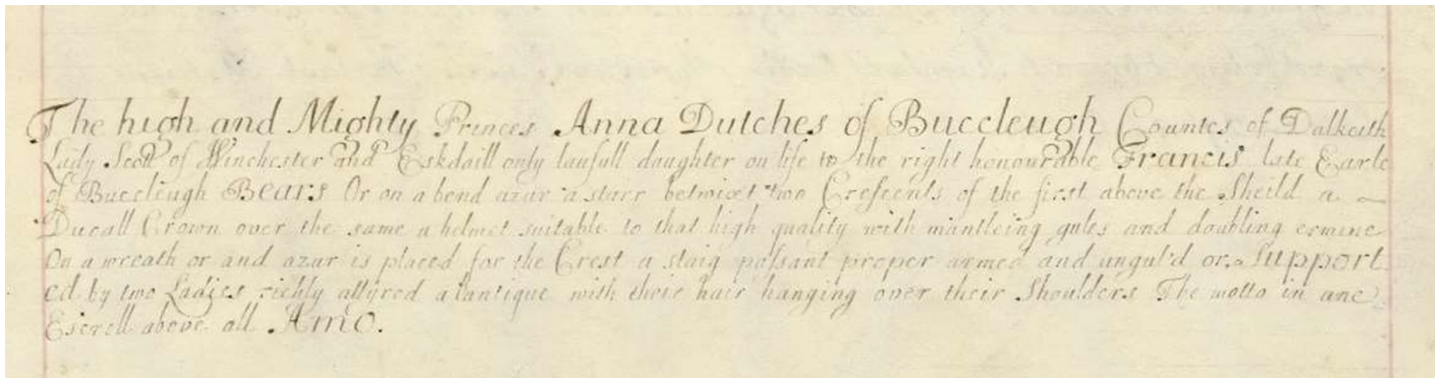 The high and Mighty Princes Anna Dutches of Buccleugh Countes of Dalkeith
Lady Scott of Winchester and Eskdaill only laufull daughter on life to the right honourable Francis late Earle
of Buccleugh Bears Or on a bend azur a starr betwixt two Crescents of the first above the Sheild a
Ducall Crown over the same a helmet suitable to that high quality with mantleing gules and doubling ermine
On a wreath or and azur is placed for the Crest a staig passant proper armed and ungul'd or. Support
ed by two Ladies richly attyred a lantique with their hair hanging over their Shoulders The motto in ane
Escroll above all Amo.